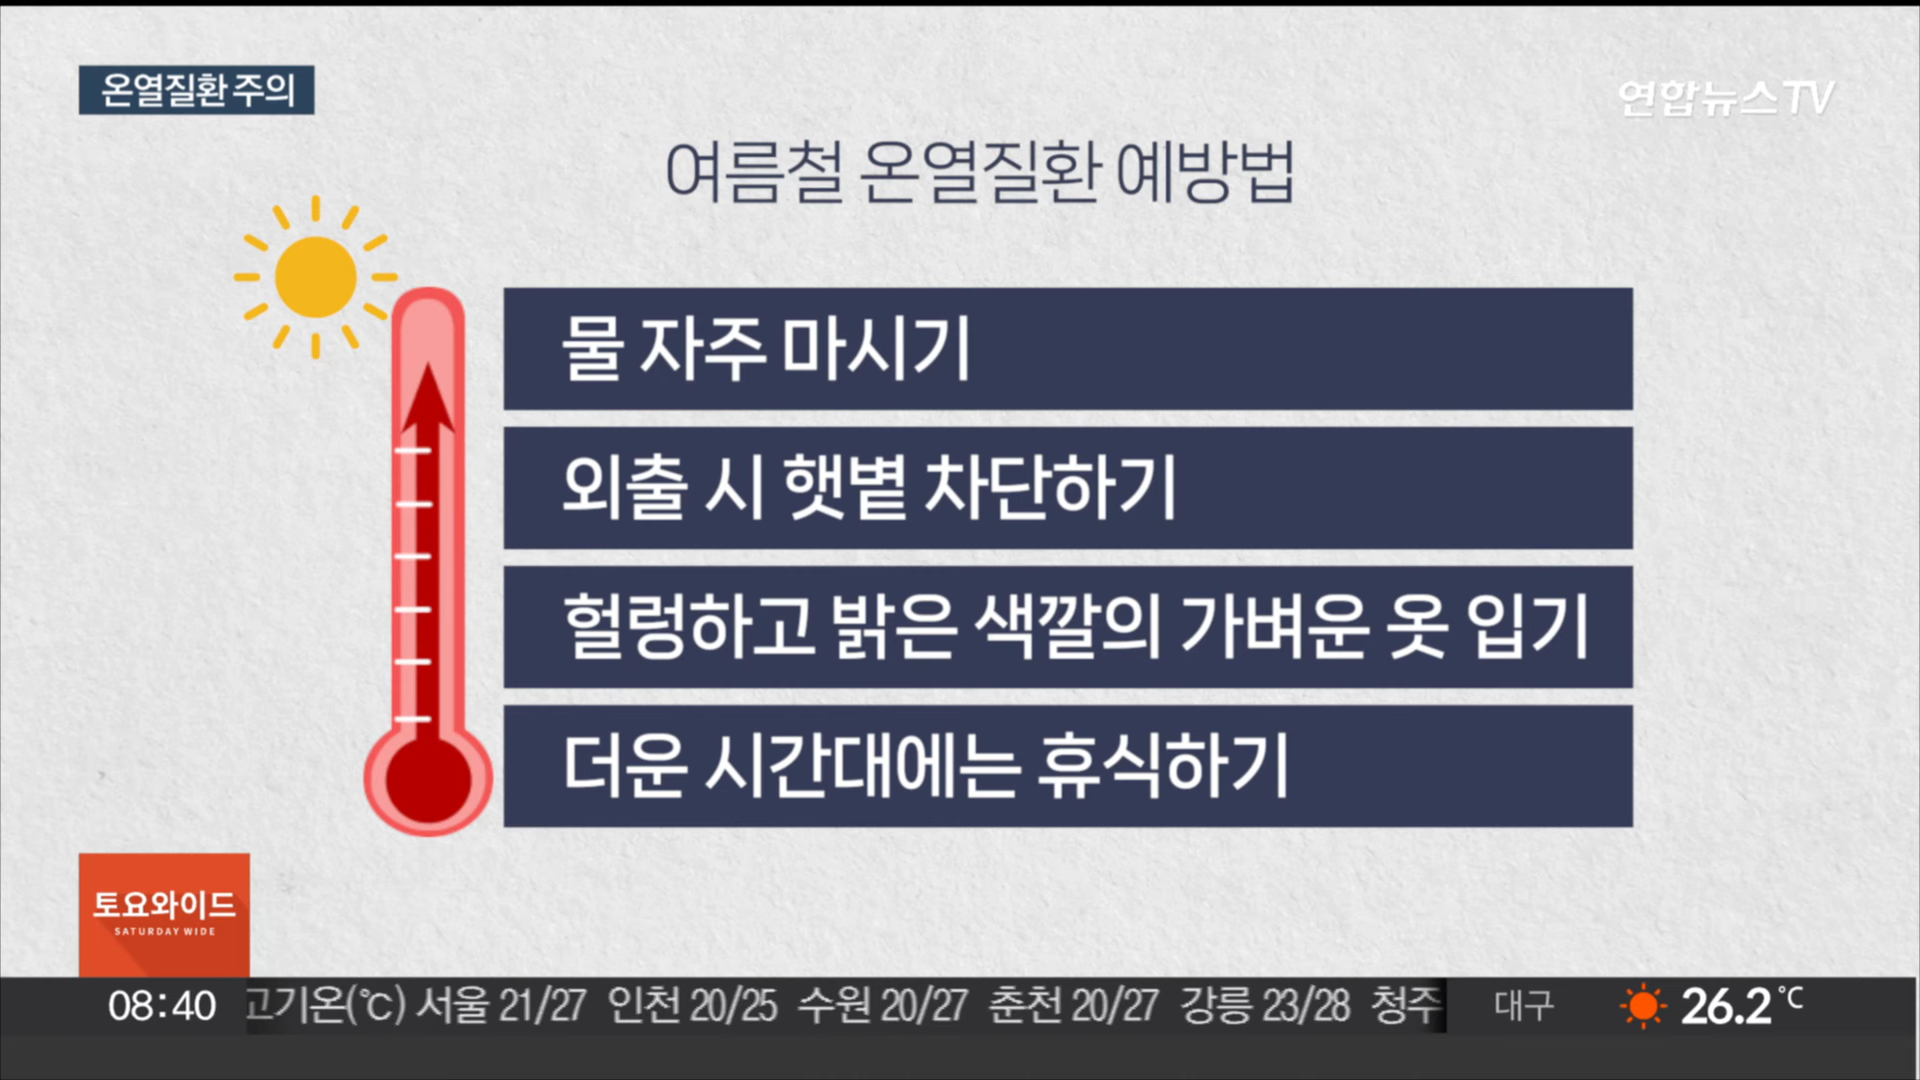 온열질환 주의
연합뉴스TV
여름철 온열질환 예방법
물 자주 마시기
외출 시 햇볕 차단하기
헐렁하고 밝은 색깔의 가벼운 옷 입기
더운 시간대에는 휴식하기
토요와이드
SATURDAY WIDE
08:40 고기온(℃) 서울 21/27 인천 20/25 수원 20/27 춘천 20/27 강릉 23/28 청주 대구 26.2℃